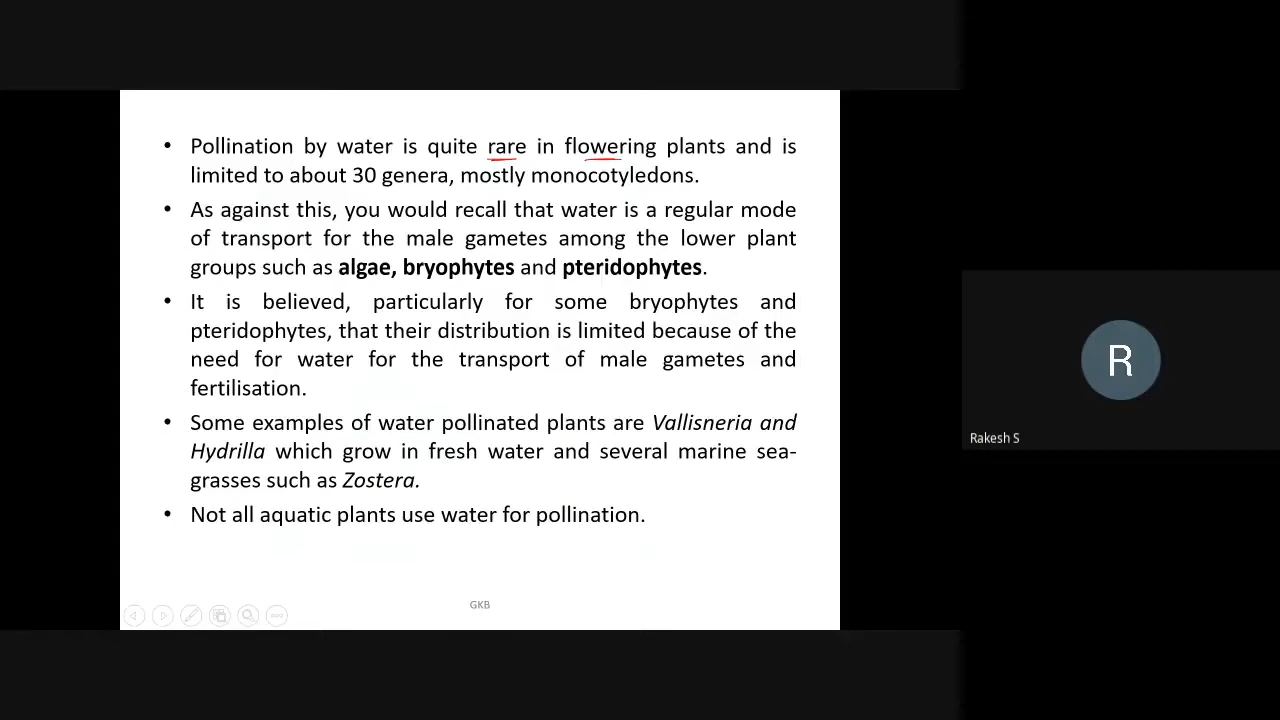 • Pollination by water is quite rare in flowering plants and is
limited to about 30 genera, mostly monocotyledons.
• As against this, you would recall that water is a regular mode
of transport for the male gametes among the lower plant
groups such as algae, bryophytes and pteridophytes.
• It is believed, particularly for some bryophytes and
pteridophytes, that their distribution is limited because of the
need for water for the transport of male gametes and
fertilisation.
• Some examples of water pollinated plants are Vallisneria and
Hydrilla which grow in fresh water and several marine sea-
grasses such as Zostera.
• Not all aquatic plants use water for pollination.
GKB
R
Rakesh S